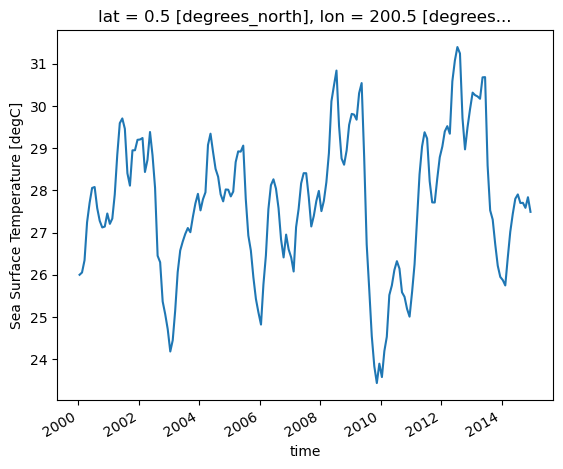 lat = 0.5 [degrees_north], lon = 200.5 [degrees...
Sea Surface Temperature [degC]
31
30
29
28
27
26
25
24
2000 2002 2004 2006 2008 2010 2012 2014
time